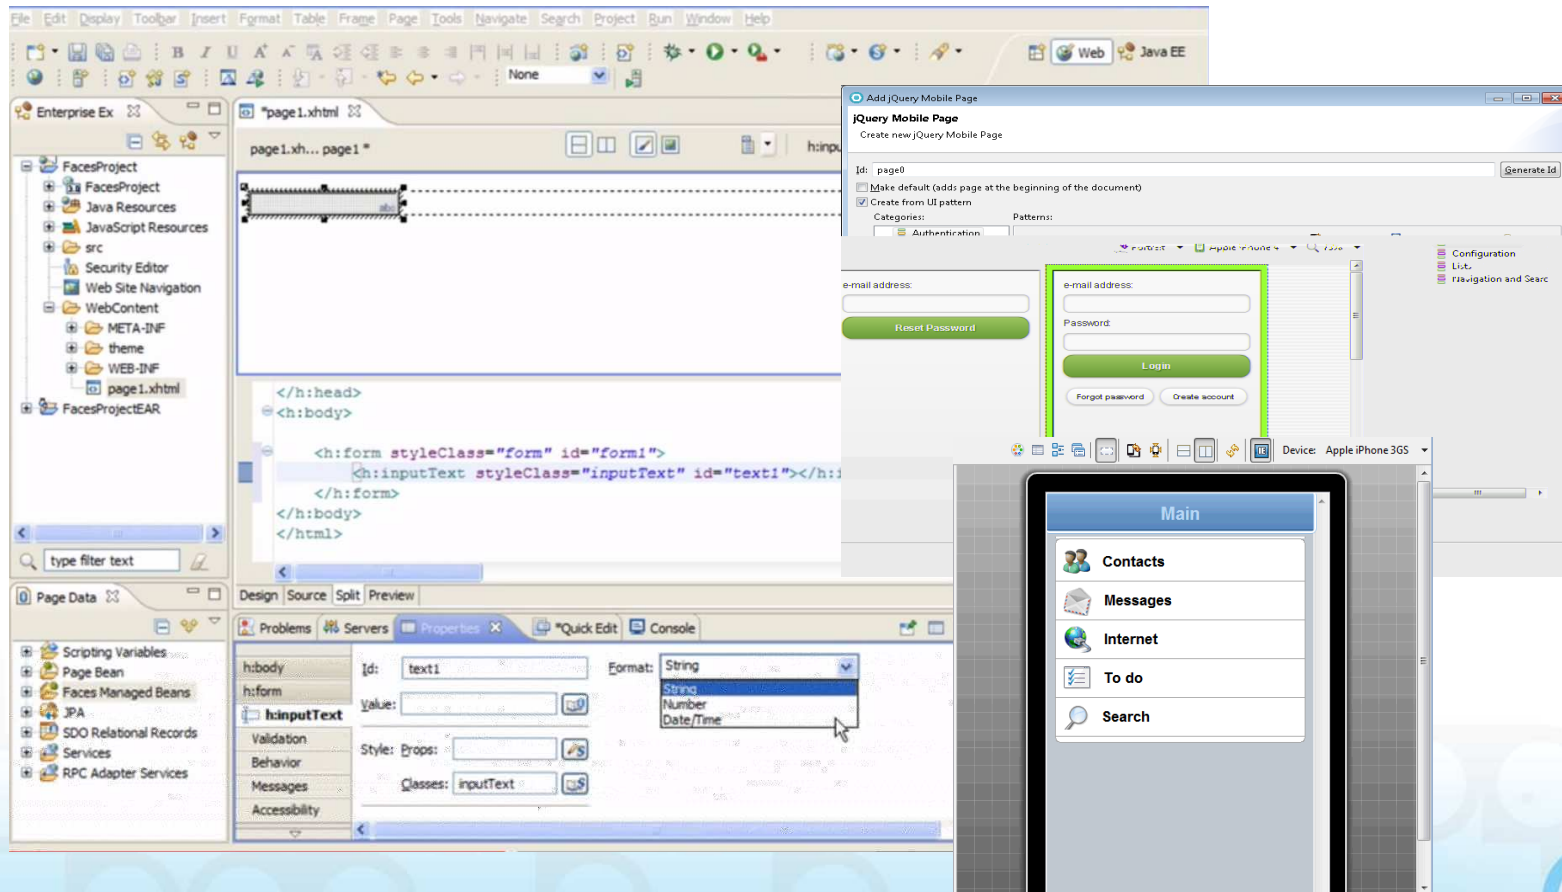 File Edit Display Toolbar Insert Format Table Frame Page Tools Navigate Search Project Run Window Help
B I U A A
None
Web Java EE
Enterprise Ex
FacesProject
FacesProject
Java Resources
JavaScript Resources
src
Security Editor
Web Site Navigation
WebContent
META-INF
theme
WEB-INF
page1.xhtml
FacesProjectEAR
type filter text
Page Data
Scripting Variables
Page Bean
Faces Managed Beans
JPA
SDO Relational Records
Services
RPC Adapter Services
*page1.xhtml
page1.xh... page1 *
abc
</h:head>
<h:body>
<h:form styleClass="form" id="form1">
<h:inputText styleClass="inputText" id="text1"></h:i
</h:form>
</h:body>
</html>
Design Source Split Preview
Problems Servers Properties *Quick Edit Console
h:body
h:form
h:inputText
Validation
Behavior
Messages
Accessibility
Id: text1
Value:
Style: Props:
Classes: inputText
Format: String
String
Number
Date/Time
Add jQuery Mobile Page
jQuery Mobile Page
Create new jQuery Mobile Page
Id: page0 Generate Id
Make default (adds page at the beginning of the document)
Create from UI pattern
Categories: Patterns:
Authentication
Configuration
Lists
Navigation and Searc
e-mail address:
Reset Password
e-mail address:
Password:
Login
Forgot password Create account
Device: Apple iPhone 3GS
Main
Contacts
Messages
Internet
To do
Search